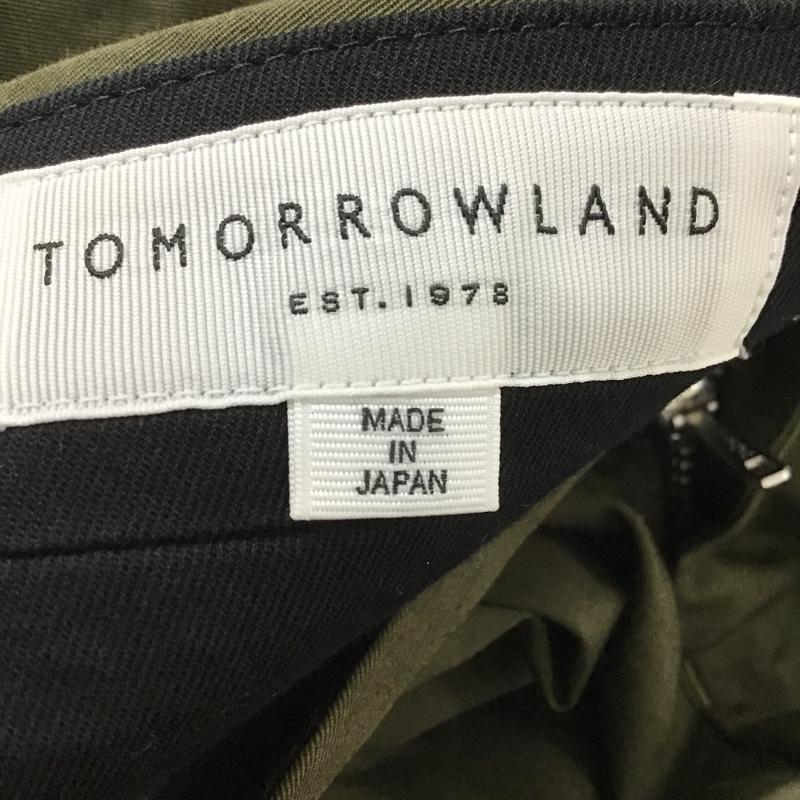 TOMORROWLAND
EST. 1978
MADE
IN
JAPAN